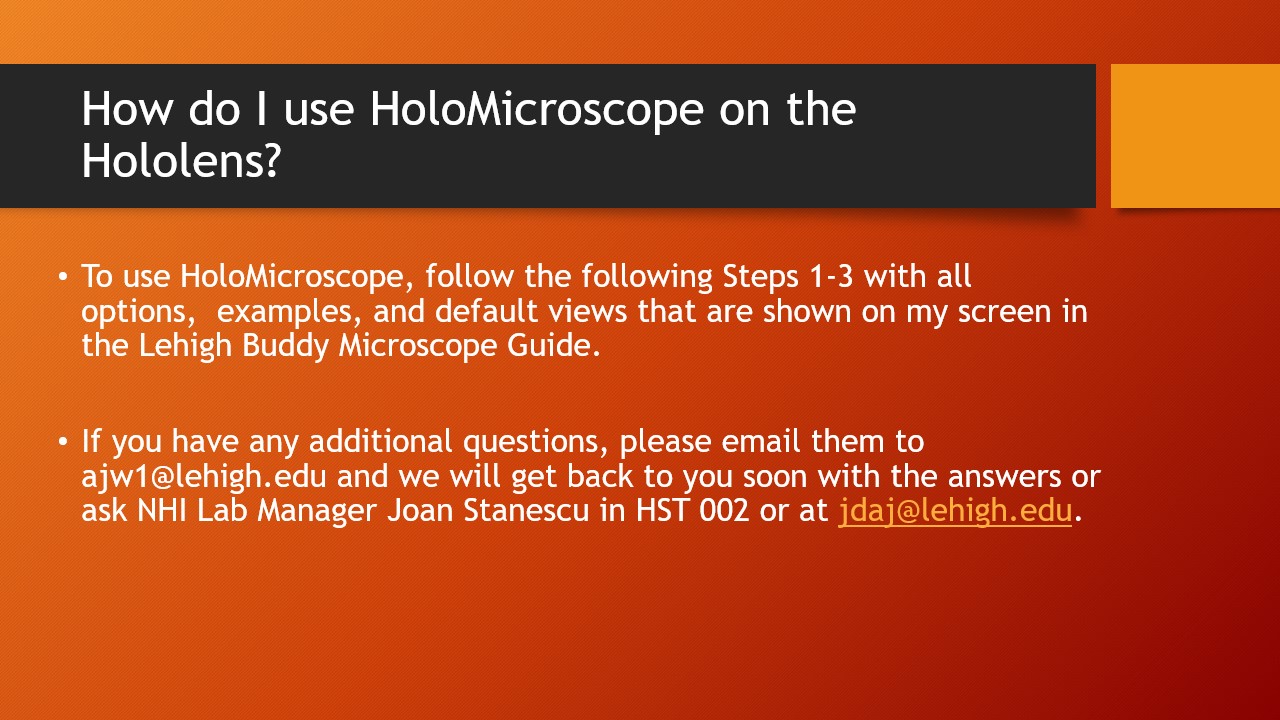 How do I use HoloMicroscope on the
Hololens?
• To use HoloMicroscope, follow the following Steps 1-3 with all
options,  examples, and default views that are shown on my screen in
the Lehigh Buddy Microscope Guide.
• If you have any additional questions, please email them to
ajw1@lehigh.edu and we will get back to you soon with the answers or
ask NHI Lab Manager Joan Stanescu in HST 002 or at jdaj@lehigh.edu.